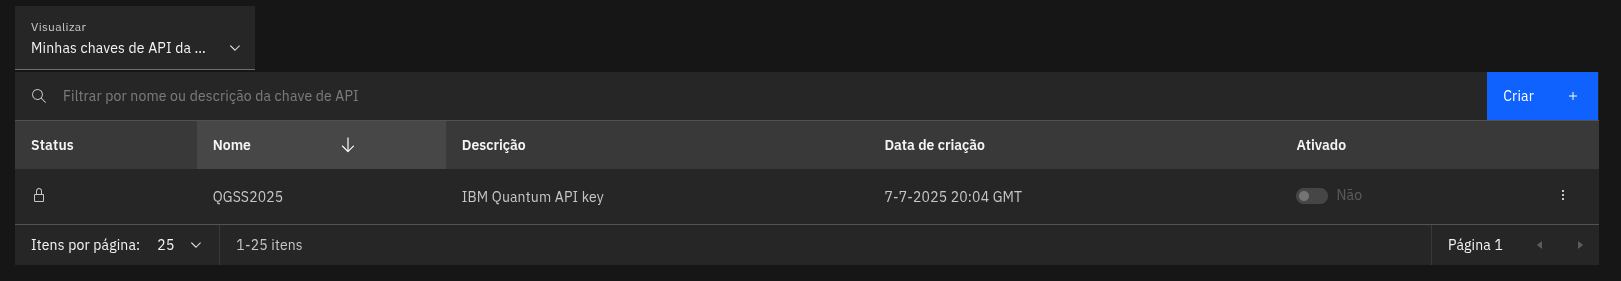 Visualizar
Minhas chaves de API da ...
Filtrar por nome ou descrição da chave de API
Criar +
Status Nome Descrição Data de criação Ativado
QGSS2025 IBM Quantum API key 7-7-2025 20:04 GMT Não
Itens por página: 25 1-25 itens Página 1